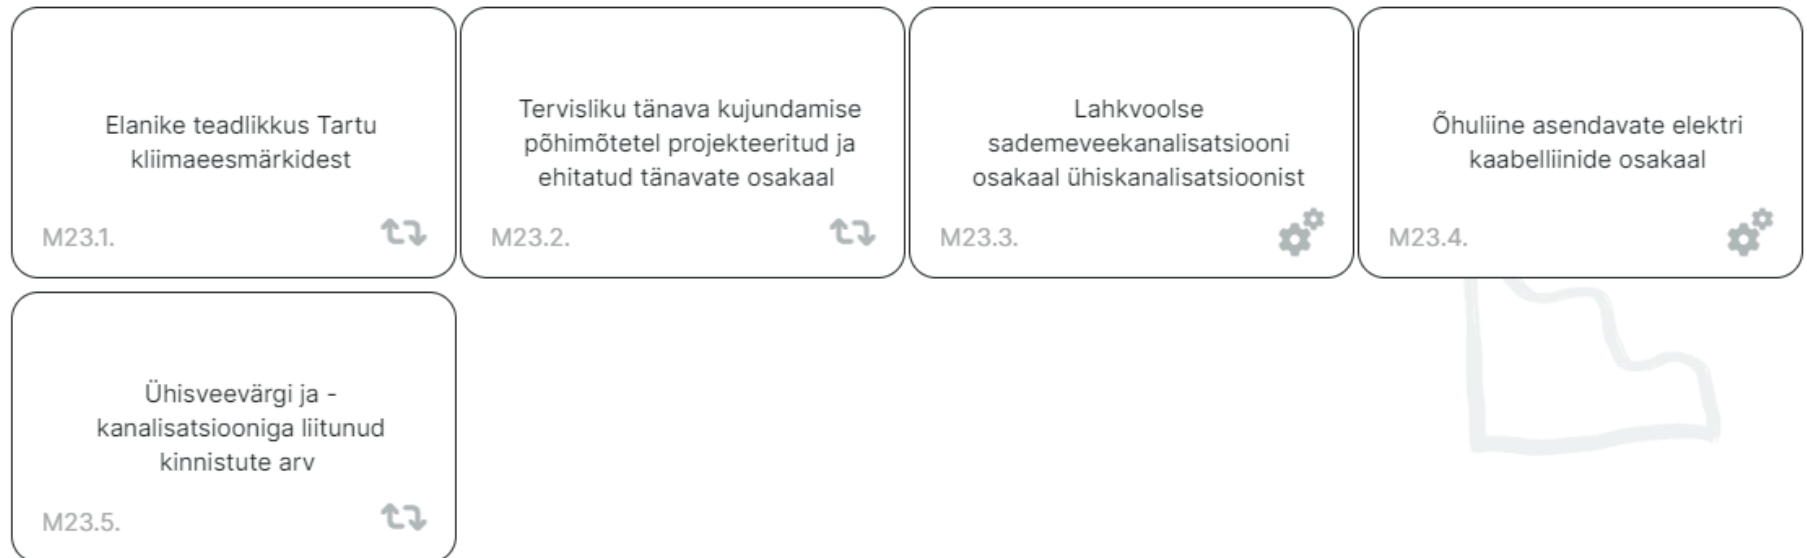 Elanike teadlikkus Tartu
kliimaeesmärkidest
M23.1.
Tervisliku tänava kujundamise
põhimõtetel projekteeritud ja
ehitatud tänavate osakaal
M23.2.
Lahkvoolse
sademeveekanalisatsiooni
osakaal ühiskanalisatsioonist
M23.3.
Õhuliine asendavate elektri
kaabelliinide osakaal
M23.4.
Ühisveevärgi ja -
kanalisatsiooniga liitunud
kinnistute arv
M23.5.